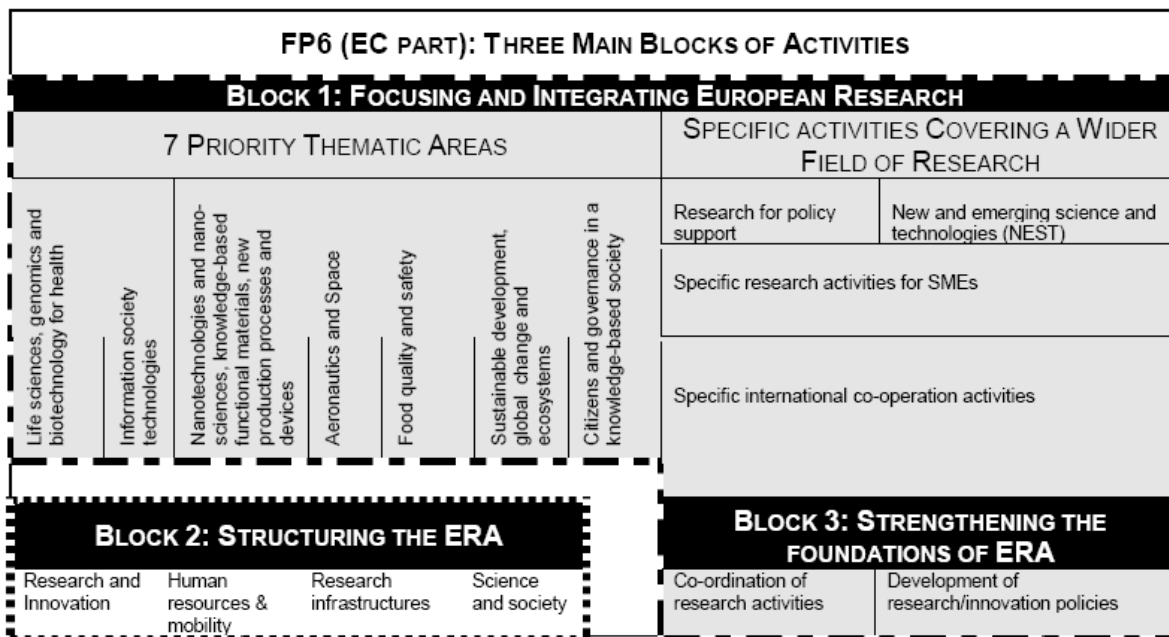 FP6 (EC PART): THREE MAIN BLOCKS OF ACTIVITIES
BLOCK 1: FOCUSING AND INTEGRATING EUROPEAN RESEARCH
7 PRIORITY THEMATIC AREAS
SPECIFIC ACTIVITIES COVERING A WIDER
FIELD OF RESEARCH
Life sciences, genomics and
biotechnology for health
Information society
technologies
Nanotechnologies and nano-
sciences, knowledge-based
functional materials, new
production processes and
devices
Aeronautics and Space
Food quality and safety
Sustainable development,
global change and
ecosystems
Citizens and governance in a
knowledge-based society
Research for policy
support
New and emerging science and
technologies (NEST)
Specific research activities for SMEs
Specific international co-operation activities
BLOCK 2: STRUCTURING THE ERA
Research and
Innovation
Human
resources &
mobility
Research
infrastructures
Science
and society
BLOCK 3: STRENGTHENING THE
FOUNDATIONS OF ERA
Co-ordination of
research activities
Development of
research/innovation policies